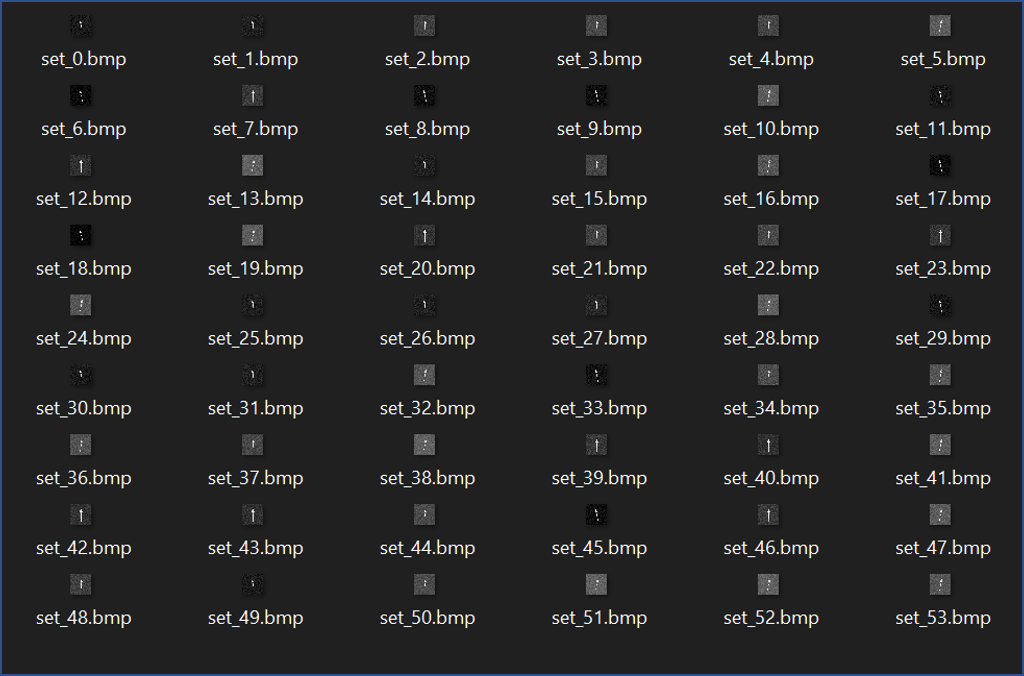 set_0.bmp set_1.bmp set_2.bmp set_3.bmp set_4.bmp set_5.bmp
set_6.bmp set_7.bmp set_8.bmp set_9.bmp set_10.bmp set_11.bmp
set_12.bmp set_13.bmp set_14.bmp set_15.bmp set_16.bmp set_17.bmp
set_18.bmp set_19.bmp set_20.bmp set_21.bmp set_22.bmp set_23.bmp
set_24.bmp set_25.bmp set_26.bmp set_27.bmp set_28.bmp set_29.bmp
set_30.bmp set_31.bmp set_32.bmp set_33.bmp set_34.bmp set_35.bmp
set_36.bmp set_37.bmp set_38.bmp set_39.bmp set_40.bmp set_41.bmp
set_42.bmp set_43.bmp set_44.bmp set_45.bmp set_46.bmp set_47.bmp
set_48.bmp set_49.bmp set_50.bmp set_51.bmp set_52.bmp set_53.bmp